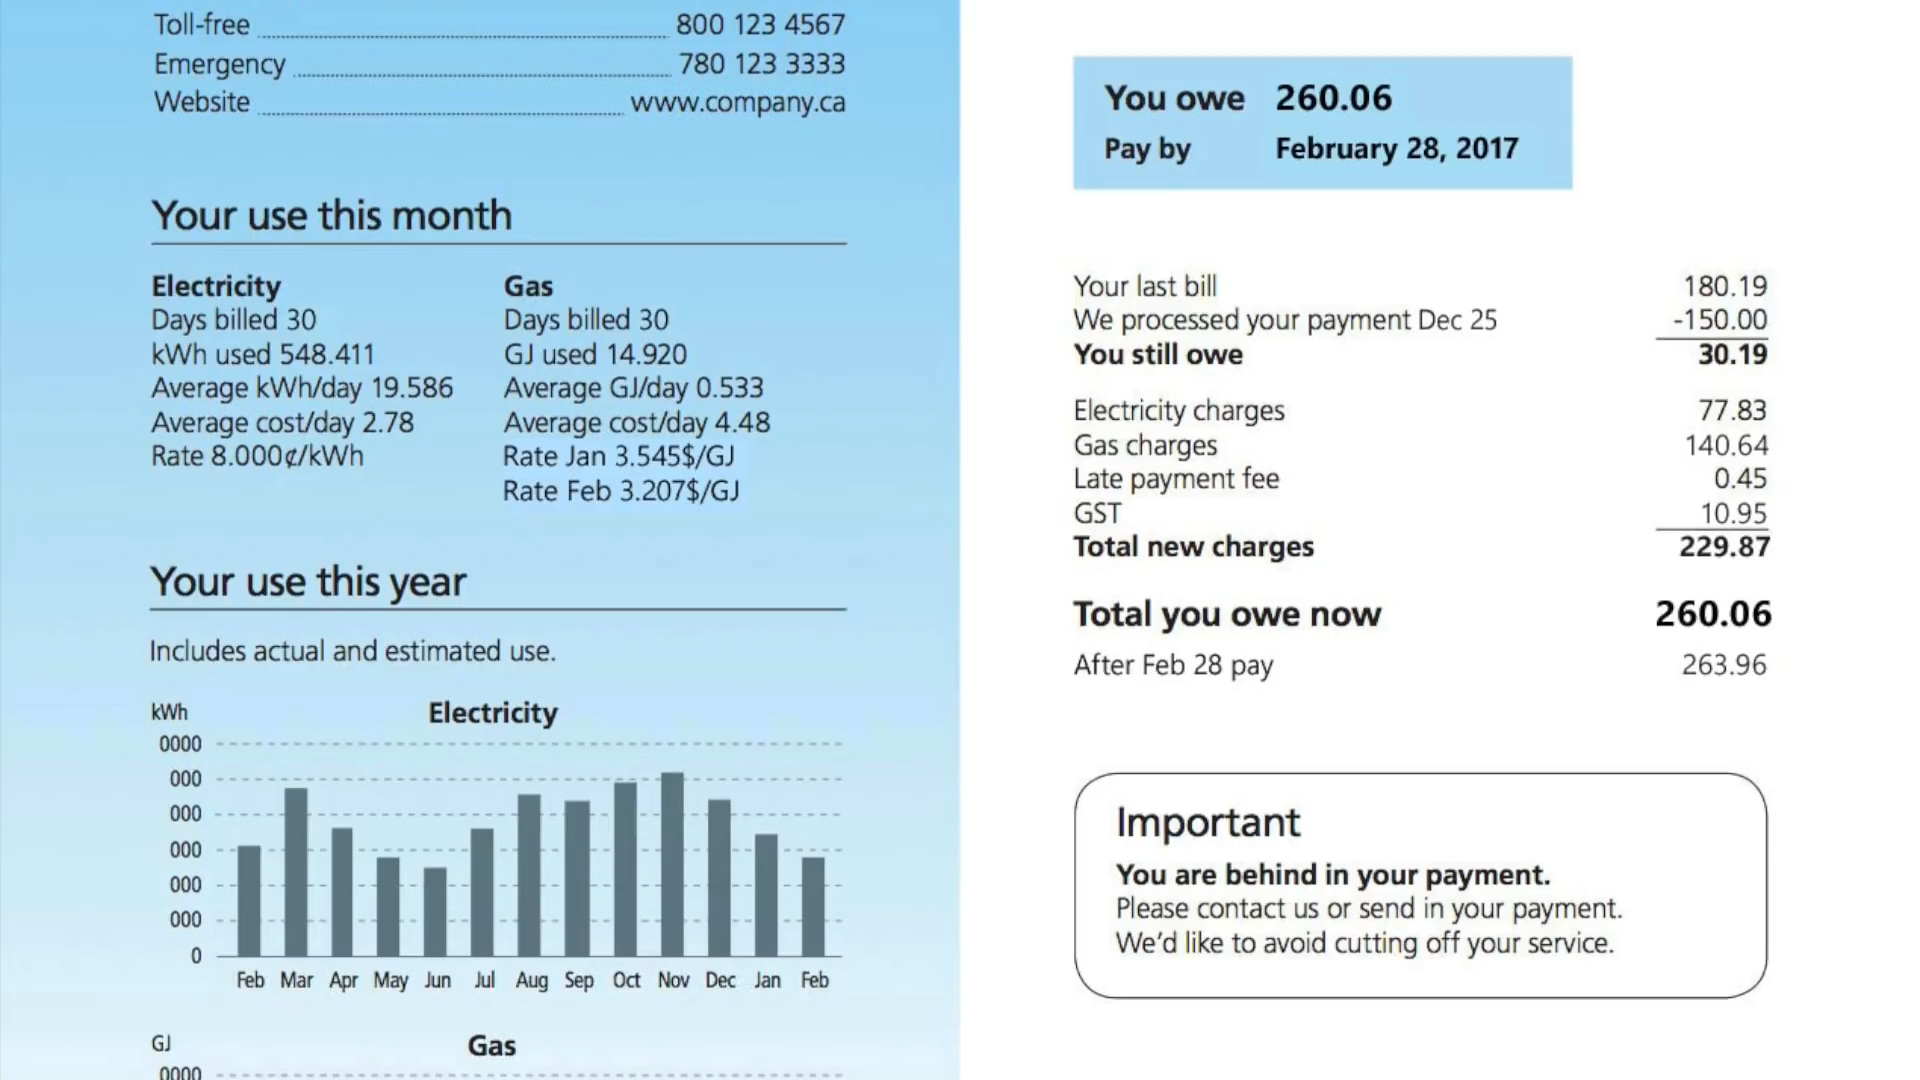 Toll-free 800 123 4567
Emergency 780 123 3333
Website www.company.ca
Your use this month
Electricity
Days billed 30
kWh used 548.411
Average kWh/day 19.586
Average cost/day 2.78
Rate 8.000¢/kWh
Gas
Days billed 30
GJ used 14.920
Average GJ/day 0.533
Average cost/day 4.48
Rate Jan 3.545$/GJ
Rate Feb 3.207$/GJ
Your use this year
Includes actual and estimated use.
kWh Electricity
0000
000
000
000
000
000
0
Feb Mar Apr May Jun Jul Aug Sep Oct Nov Dec Jan Feb
GJ Gas
0000
You owe 260.06
Pay by February 28, 2017
Your last bill 180.19
We processed your payment Dec 25 -150.00
You still owe 30.19
Electricity charges 77.83
Gas charges 140.64
Late payment fee 0.45
GST 10.95
Total new charges 229.87
Total you owe now 260.06
After Feb 28 pay 263.96
Important
You are behind in your payment.
Please contact us or send in your payment.
We'd like to avoid cutting off your service.